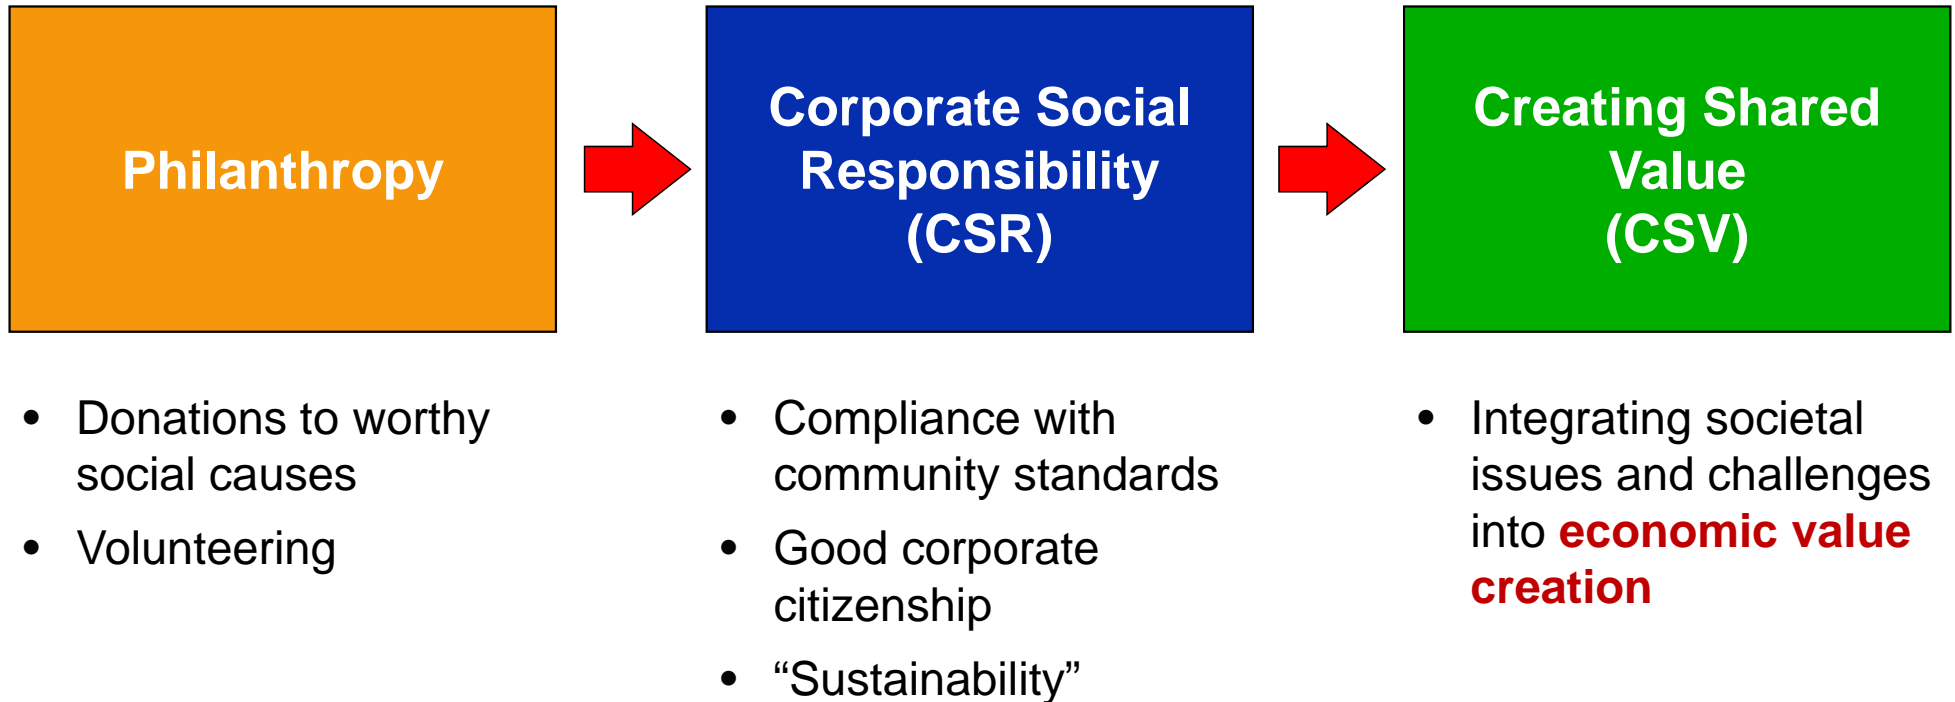 Philanthropy
• Donations to worthy
social causes
• Volunteering
Corporate Social
Responsibility
(CSR)
• Compliance with
community standards
• Good corporate
citizenship
• “Sustainability”
Creating Shared
Value
(CSV)
• Integrating societal
issues and challenges
into economic value
creation